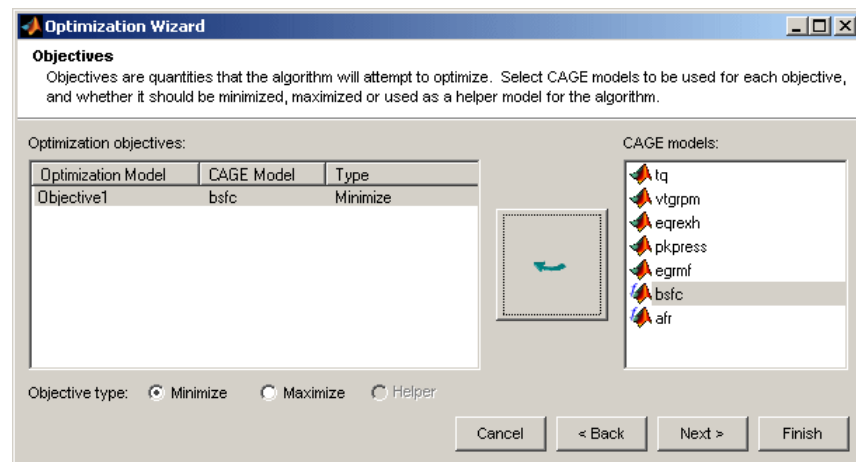 Optimization Wizard
Objectives
Objectives are quantities that the algorithm will attempt to optimize. Select CAGE models to be used for each objective,
and whether it should be minimized, maximized or used as a helper model for the algorithm.
Optimization objectives:
CAGE models:
Optimization Model CAGE Model Type
Objective1 bsfc Minimize
tq
vtgrpm
eqrexh
pkpress
egrmf
bsfc
afr
Objective type: Minimize Maximize Helper
Cancel < Back Next > Finish